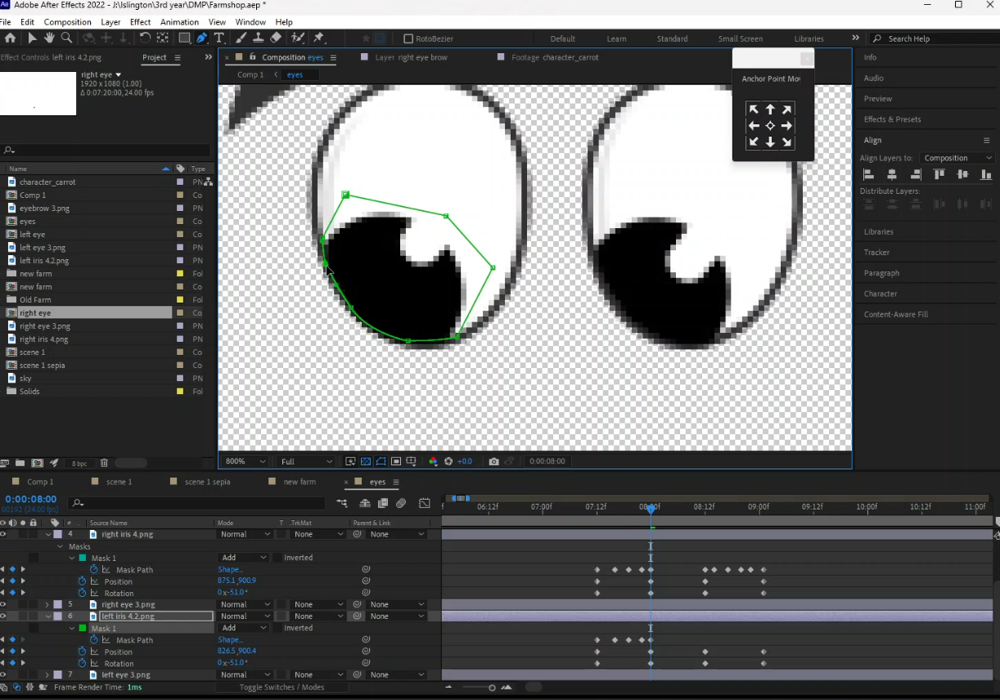 Ae Adobe After Effects 2022 - J:\Islington\3rd year\DMP\Farmshop.aep *
File Edit Composition Layer Effect Animation View Window Help
RotoBezier Default Learn Standard Small Screen Libraries Search Help
Effect Controls left iris 4.2.png Project Composition eyes Layer right eye brow Footage character_carrot
Comp 1 eyes
right eye
1920 x 1080 (1.00)
Δ 0:07:20:00, 24.00 fps
Name Type
character_carrot PN
Comp 1 Co
eyebrow 3.png PN
eyes Co
left eye Co
left eye 3.png PN
left iris 4.2.png PN
new farm Fol
new farm Co
Old Farm Fol
right eye Co
right eye 3.png PN
right iris 4.png PN
scene 1 Co
scene 1 sepia Co
sky PN
Solids Fol
8 bpc
Anchor Point Mov
800% Full +0.0 0:00:08:00
Info
Audio
Preview
Effects & Presets
Align
Align Layers to: Composition
Distribute Layers:
Libraries
Tracker
Paragraph
Character
Content-Aware Fill
Comp 1 scene 1 scene 1 sepia new farm eyes
0:00:08:00
00192 (24.00 fps)
# Source Name Mode T .TrkMat Parent & Link
f 06:12f 07:00f 07:12f 08:00f 08:12f 09:00f 09:12f 10:00f 10:12f 11:00f
4 right iris 4.png Normal None None
Masks
Mask 1 Add Inverted
Mask Path Shape...
Position 875.1,900.9
Rotation 0x-51.0°
5 right eye 3.png Normal None None
6 left iris 4.2.png Normal None None
Mask 1 Add Inverted
Mask Path Shape...
Position 826.5,900.4
Rotation 0x-51.0°
7 left eye 3.png Normal None None
Frame Render Time: 1ms Toggle Switches / Modes